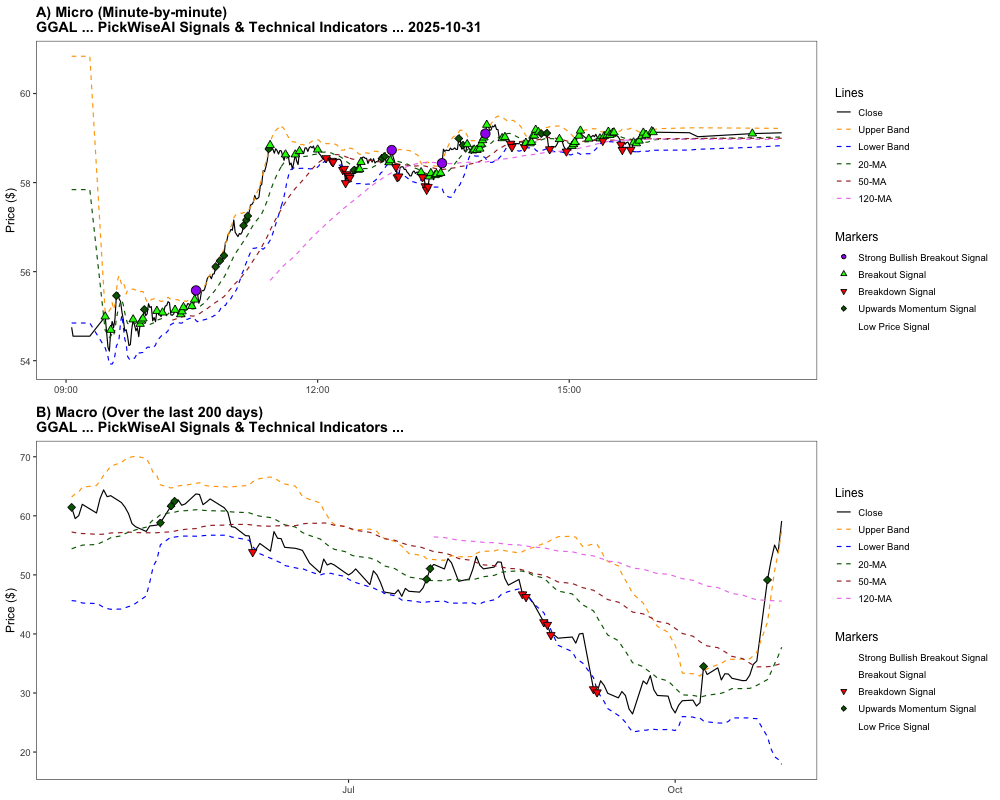 A) Micro (Minute-by-minute)
GGAL ... PickWiseAI Signals & Technical Indicators ... 2025-10-31
Price ($)
60
58
56
54
09:00
12:00
15:00
Lines
Close
Upper Band
Lower Band
20-MA
50-MA
120-MA
Markers
Strong Bullish Breakout Signal
Breakout Signal
Breakdown Signal
Upwards Momentum Signal
Low Price Signal
B) Macro (Over the last 200 days)
GGAL ... PickWiseAI Signals & Technical Indicators ...
Price ($)
70
60
50
40
30
20
Jul
Oct
Lines
Close
Upper Band
Lower Band
20-MA
50-MA
120-MA
Markers
Strong Bullish Breakout Signal
Breakout Signal
Breakdown Signal
Upwards Momentum Signal
Low Price Signal